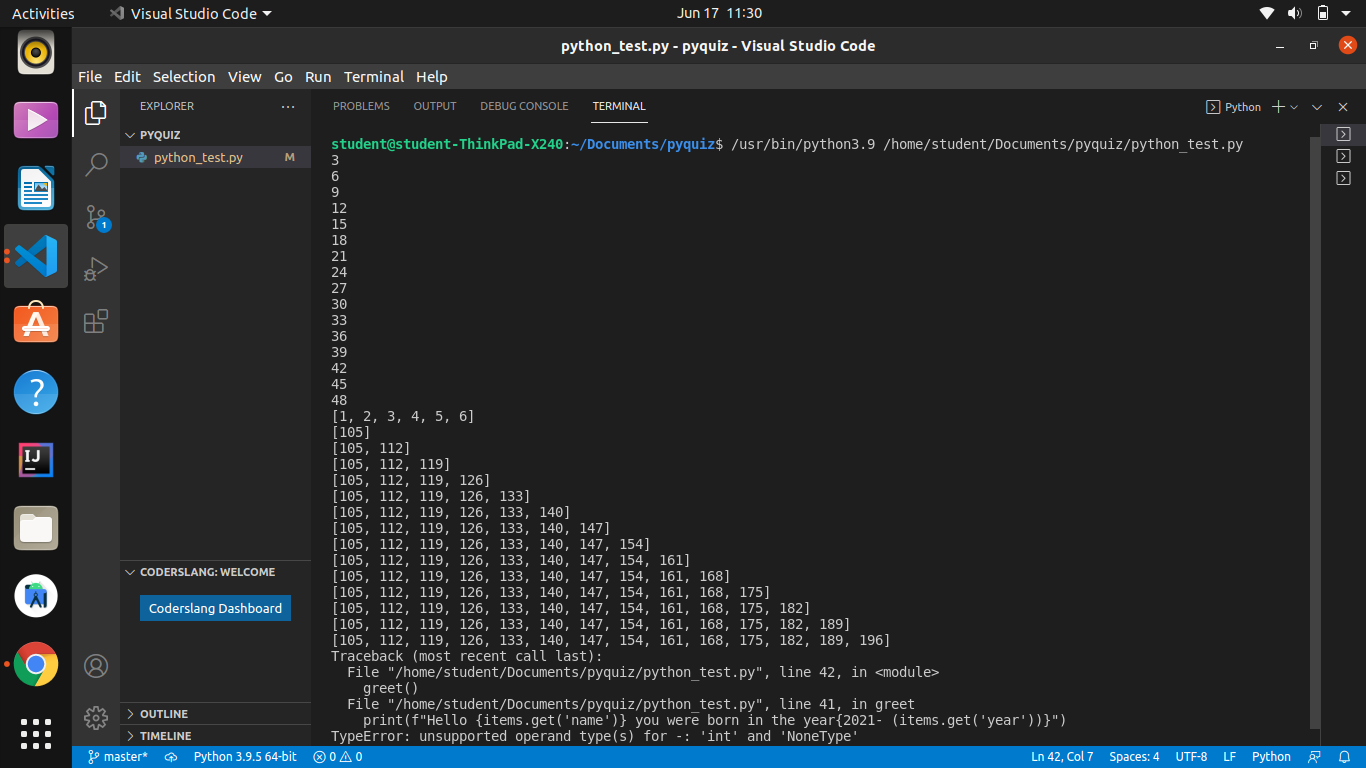 Activities Visual Studio Code Jun 17 11:30
python_test.py - pyquiz - Visual Studio Code
File Edit Selection View Go Run Terminal Help
EXPLORER
PYQUIZ
python_test.py M
1
CODERSLANG: WELCOME
Coderslang Dashboard
OUTLINE
TIMELINE
PROBLEMS OUTPUT DEBUG CONSOLE TERMINAL Python
student@student-ThinkPad-X240:~/Documents/pyquiz$ /usr/bin/python3.9 /home/student/Documents/pyquiz/python_test.py
3
6
9
12
15
18
21
24
27
30
33
36
39
42
45
48
[1, 2, 3, 4, 5, 6]
[105]
[105, 112]
[105, 112, 119]
[105, 112, 119, 126]
[105, 112, 119, 126, 133]
[105, 112, 119, 126, 133, 140]
[105, 112, 119, 126, 133, 140, 147]
[105, 112, 119, 126, 133, 140, 147, 154]
[105, 112, 119, 126, 133, 140, 147, 154, 161]
[105, 112, 119, 126, 133, 140, 147, 154, 161, 168]
[105, 112, 119, 126, 133, 140, 147, 154, 161, 168, 175]
[105, 112, 119, 126, 133, 140, 147, 154, 161, 168, 175, 182]
[105, 112, 119, 126, 133, 140, 147, 154, 161, 168, 175, 182, 189]
[105, 112, 119, 126, 133, 140, 147, 154, 161, 168, 175, 182, 189, 196]
Traceback (most recent call last):
File "/home/student/Documents/pyquiz/python_test.py", line 42, in <module>
greet()
File "/home/student/Documents/pyquiz/python_test.py", line 41, in greet
print(f"Hello {items.get('name')} you were born in the year{2021- (items.get('year'))}")
TypeError: unsupported operand type(s) for -: 'int' and 'NoneType'
IJ
master* Python 3.9.5 64-bit 0 0 Ln 42, Col 7 Spaces: 4 UTF-8 LF Python